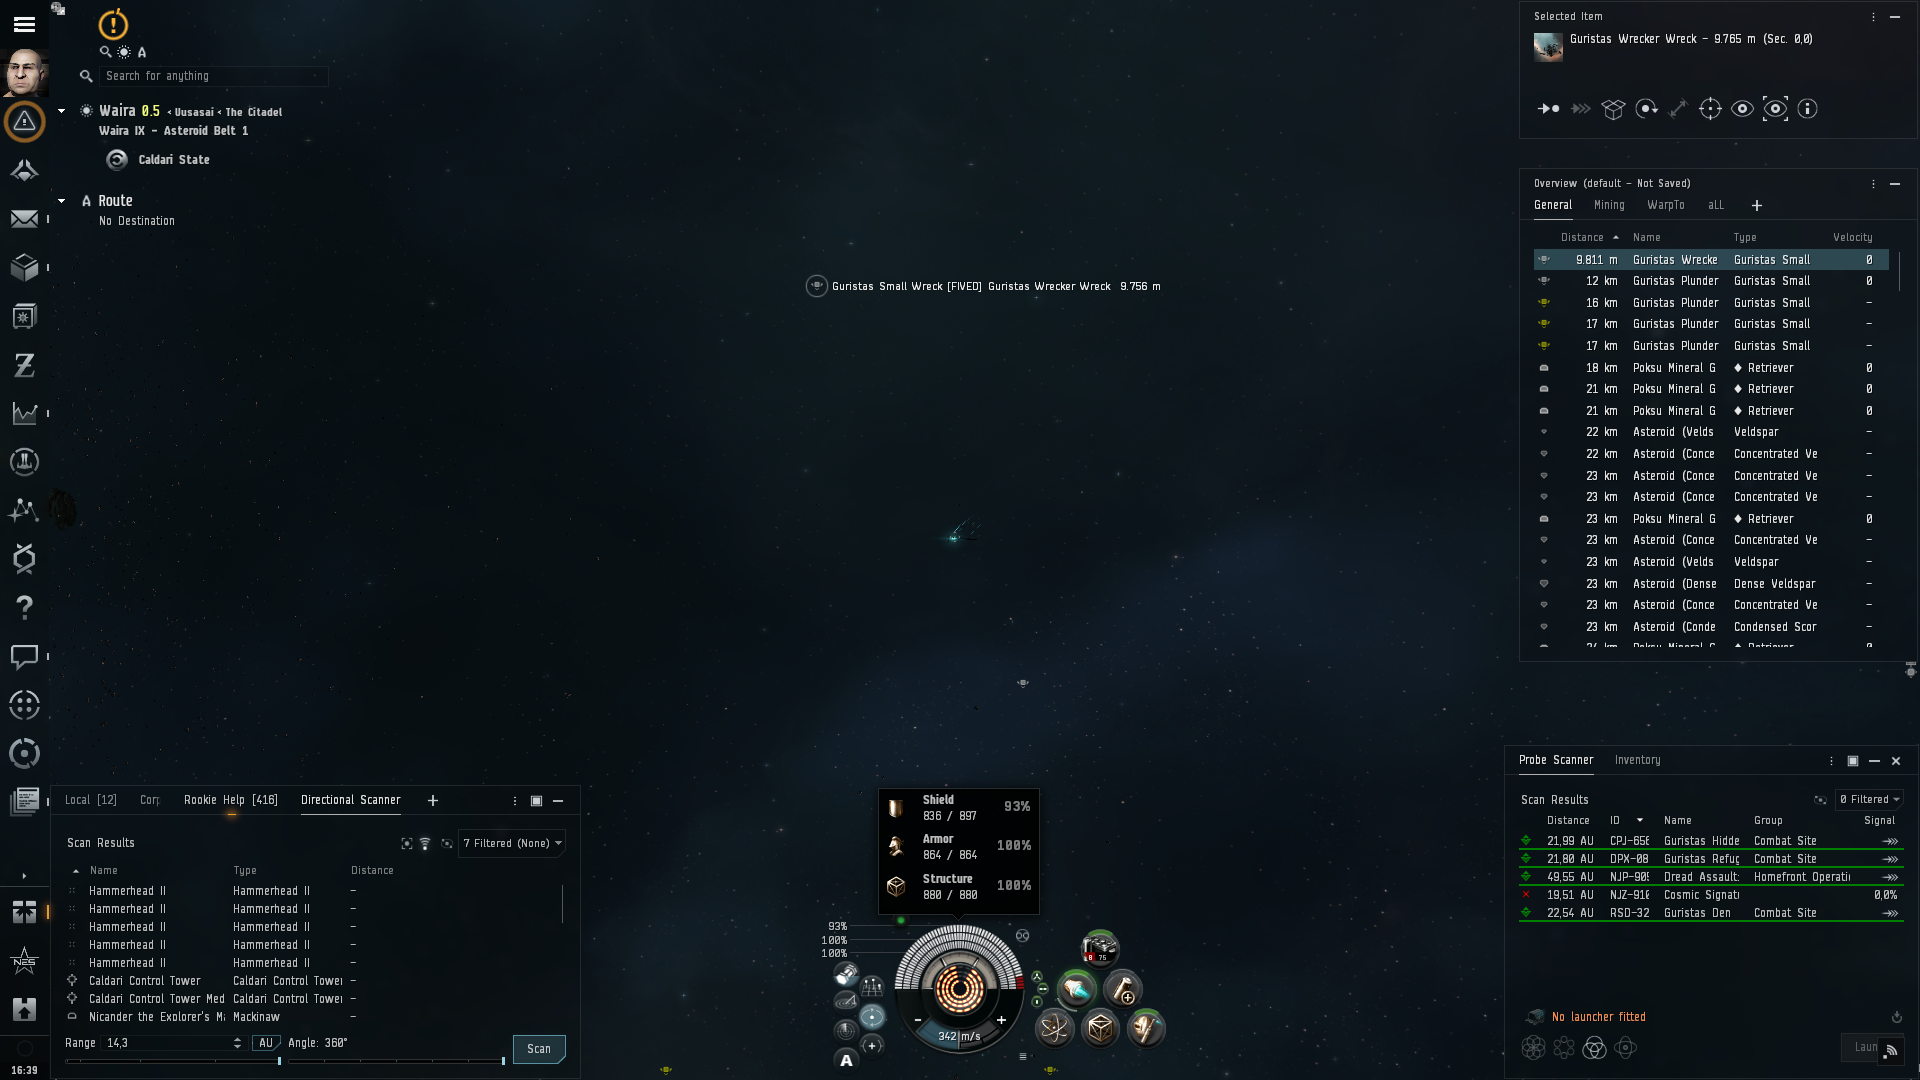 Search for anything
Waira 0.5 < Uusasai < The Citadel
Waira IX - Asteroid Belt 1
Caldari State
Route
No Destination
NES
16:39
Selected Item
Guristas Wrecker Wreck - 9.765 m (Sec. 0,0)
Overview (default - Not Saved)
General Mining WarpTo aLL
Distance Name Type Velocity
9.811 m Guristas Wrecke Guristas Small 0
12 km Guristas Plunder Guristas Small 0
16 km Guristas Plunder Guristas Small -
17 km Guristas Plunder Guristas Small -
17 km Guristas Plunder Guristas Small -
18 km Poksu Mineral G Retriever 0
21 km Poksu Mineral G Retriever 0
21 km Poksu Mineral G Retriever 0
22 km Asteroid (Velds Veldspar -
22 km Asteroid (Conce Concentrated Ve -
23 km Asteroid (Conce Concentrated Ve -
23 km Asteroid (Conce Concentrated Ve -
23 km Poksu Mineral G Retriever 0
23 km Asteroid (Conce Concentrated Ve -
23 km Asteroid (Velds Veldspar -
23 km Asteroid (Dense Dense Veldspar -
23 km Asteroid (Conce Concentrated Ve -
23 km Asteroid (Conde Condensed Scor -
Guristas Small Wreck [FIVED] Guristas Wrecker Wreck 9.756 m
Local [12] Corp Rookie Help [416] Directional Scanner
Scan Results 7 Filtered (None)
Name Type Distance
Hammerhead II Hammerhead II -
Hammerhead II Hammerhead II -
Hammerhead II Hammerhead II -
Hammerhead II Hammerhead II -
Hammerhead II Hammerhead II -
Caldari Control Tower Caldari Control Tower -
Caldari Control Tower Med Caldari Control Tower -
Nicander the Explorer's Ma Mackinaw -
Range 14,3 AU Angle: 360° Scan
Shield 93%
836 / 897
Armor 100%
864 / 864
Structure 100%
880 / 880
93%
100%
100%
342 m/s
A
8 75
Probe Scanner Inventory
Scan Results 0 Filtered
Distance ID Name Group Signal
21,99 AU CPJ-656 Guristas Hidde Combat Site
21,80 AU DPX-08 Guristas Refug Combat Site
49,55 AU NJP-905 Dread Assault: Homefront Operati
19,51 AU NJZ-918 Cosmic Signat 0,0%
22,54 AU RSD-32 Guristas Den Combat Site
No launcher fitted
Laun